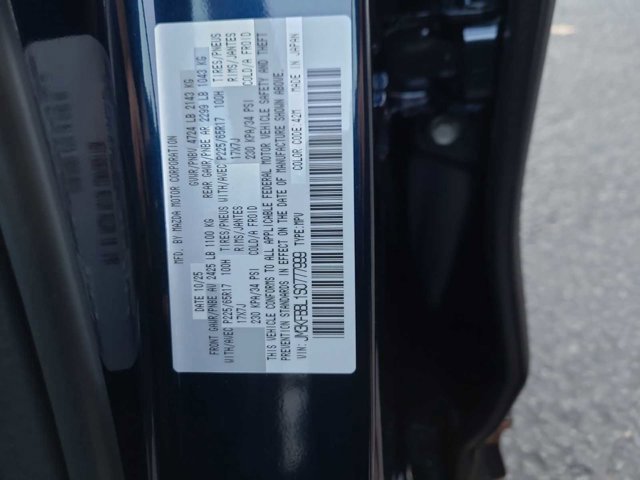 MFD. BY MAZDA MOTOR CORPORATION
DATE 10/25 GVWR/PNBV 4724 LB 2143 KG
FRONT GAWR/PNBE AV 2425 LB 1100 KG REAR GAWR/PNBE AR 2299 LB 1043 KG
WITH/AVEC P225/65R17 100H TIRES/PNEUS WITH/AVEC P225/65R17 100H TIRES/PNEUS
17X7J RIMS/JANTES 17X7J RIMS/JANTES
230 KPA/34 PSI COLD/A FROID 230 KPA/34 PSI COLD/A FROID
THIS VEHICLE CONFORMS TO ALL APPLICABLE FEDERAL MOTOR VEHICLE SAFETY AND THEFT
PREVENTION STANDARDS IN EFFECT ON THE DATE OF MANUFACTURE SHOWN ABOVE.
VIN: TYPE:MPV COLOR CODE: 42M MADE IN JAPAN